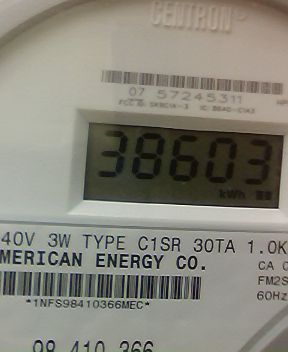 CENTRON®
07 57245311
38603
kWh
40V 3W TYPE C1SR 30TA 1.0K
MERICAN ENERGY CO.
CA 0
FM2S
60Hz
*1NFS98410366MEC*
98 410 366